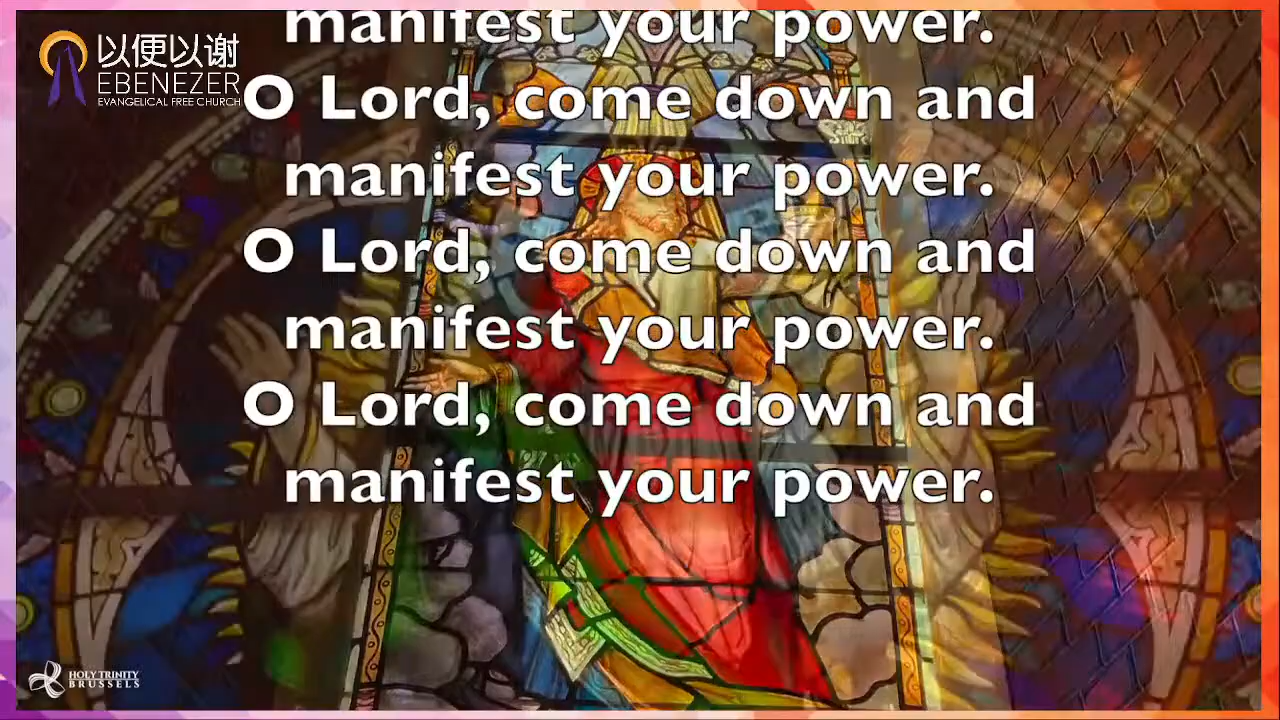 manifest your power.
以便以谢
EBENEZER
EVANGELICAL FREE CHURCH
O Lord, come down and
manifest your power.
O Lord, come down and
manifest your power.
O Lord, come down and
manifest your power.
HOLY TRINITY
BRUSSELS